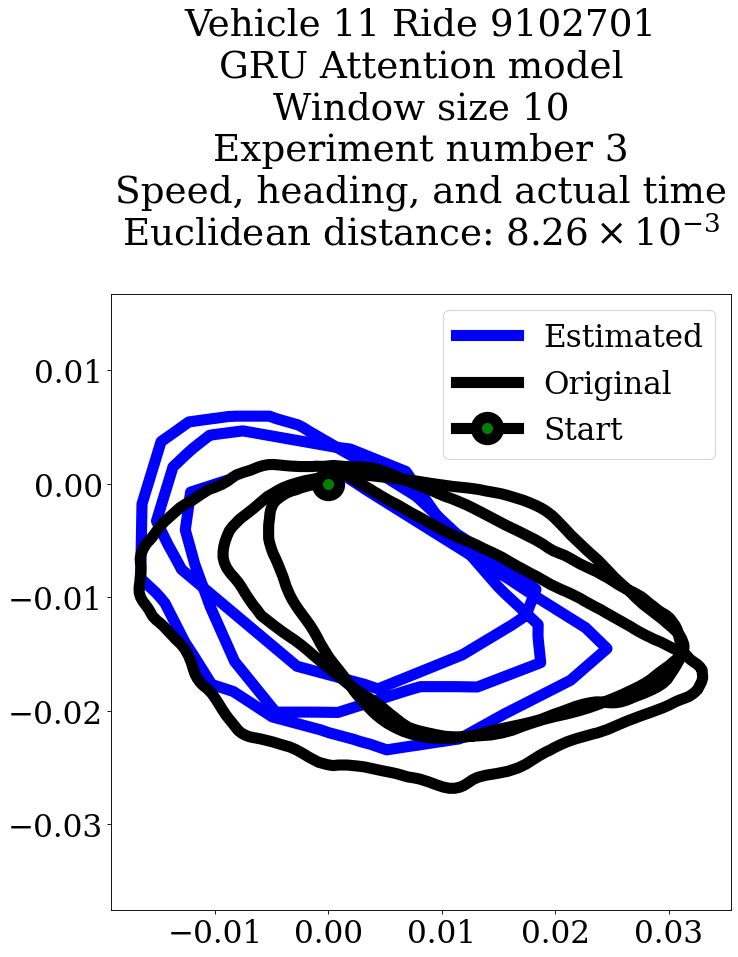 Vehicle 11 Ride 9102701
GRU Attention model
Window size 10
Experiment number 3
Speed, heading, and actual time
Euclidean distance: 8.26 × 10⁻³
Estimated
Original
Start
0.01
0.00
−0.01
−0.02
−0.03
−0.01 0.00 0.01 0.02 0.03